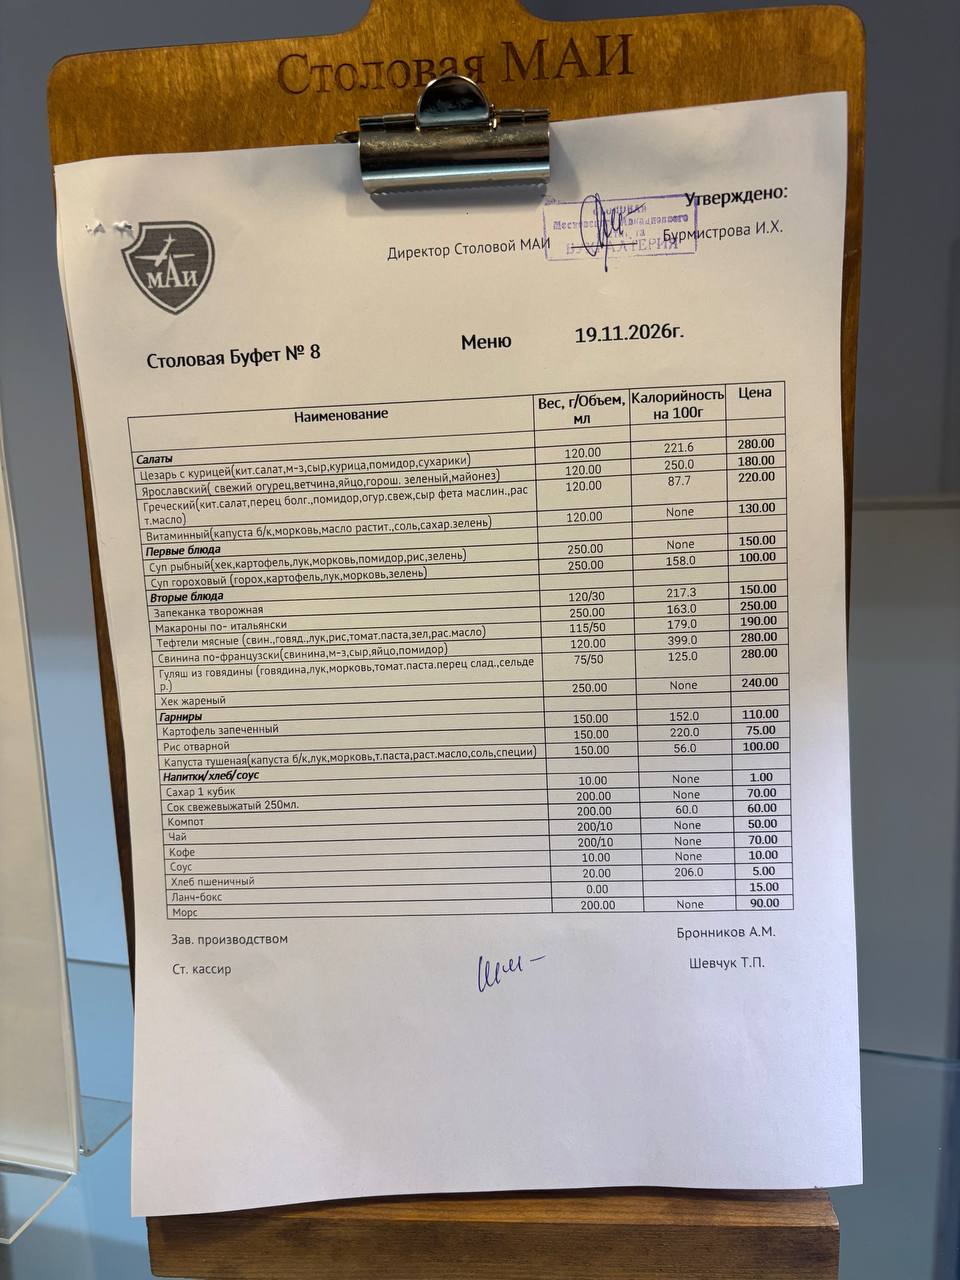 Столовая МАИ
Утверждено:
Директор Столовой МАИ Бурмистрова И.Х.
БУХГАЛТЕРИЯ
МАИ
Столовая Буфет № 8 Меню 19.11.2026г.
Наименование Вес, г/Объем, мл Калорийность на 100г Цена
Салаты
Цезарь с курицей(кит.салат,м-з,сыр,курица,помидор,сухарики) 120.00 221.6 280.00
Ярославский( свежий огурец,ветчина,яйцо,горош. зеленый,майонез) 120.00 250.0 180.00
Греческий(кит.салат,перец болг.,помидор,огур.свеж,сыр фета маслин.,рас 120.00 87.7 220.00
т.масло)
Витаминный(капуста б/к,морковь,масло растит.,соль,сахар.зелень) 120.00 None 130.00
Первые блюда
Суп рыбный(хек,картофель,лук,морковь,помидор,рис,зелень) 250.00 None 150.00
Суп гороховый (горох,картофель,лук,морковь,зелень) 250.00 158.0 100.00
Вторые блюда
Запеканка творожная 120/30 217.3 150.00
Макароны по- итальянски 250.00 163.0 250.00
Тефтели мясные (свин.,говяд.,лук,рис,томат.паста,зел,рас.масло) 115/50 179.0 190.00
Свинина по-французски(свинина,м-з,сыр,яйцо,помидор) 120.00 399.0 280.00
Гуляш из говядины (говядина,лук,морковь,томат.паста.перец слад.,сельде 75/50 125.0 280.00
р.)
Хек жареный 250.00 None 240.00
Гарниры
Картофель запеченный 150.00 152.0 110.00
Рис отварной 150.00 220.0 75.00
Капуста тушеная(капуста б/к,лук,морковь,т.паста,раст.масло,соль,специи) 150.00 56.0 100.00
Напитки/хлеб/соус
Сахар 1 кубик 10.00 None 1.00
Сок свежевыжатый 250мл. 200.00 None 70.00
Компот 200.00 60.0 60.00
Чай 200/10 None 50.00
Кофе 200/10 None 70.00
Соус 10.00 None 10.00
Хлеб пшеничный 20.00 206.0 5.00
Ланч-бокс 0.00 15.00
Морс 200.00 None 90.00
Зав. производством Бронников А.М.
Ст. кассир Шевчук Т.П.